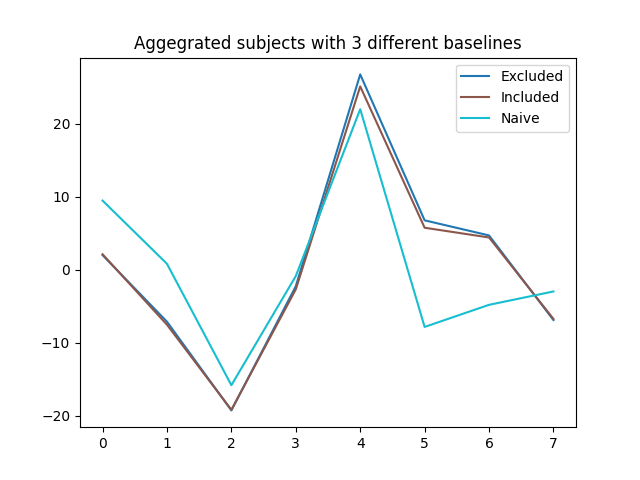 Aggegrated subjects with 3 different baselines
Excluded
Included
Naive
20
10
0
−10
−20
0 1 2 3 4 5 6 7